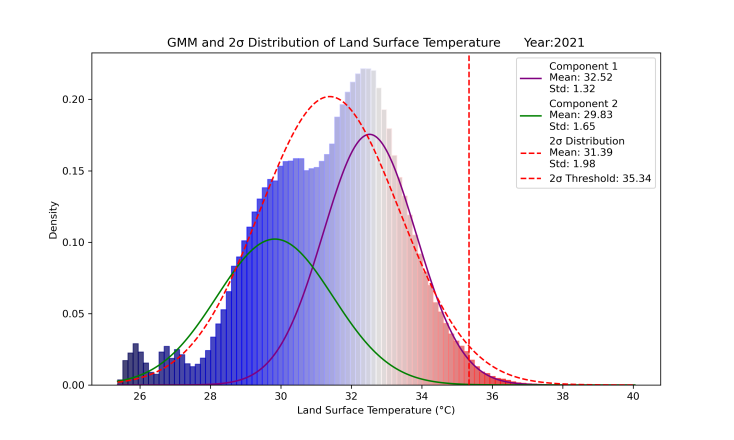 GMM and 2σ Distribution of Land Surface Temperature Year:2021
Component 1
Mean: 32.52
Std: 1.32
Component 2
Mean: 29.83
Std: 1.65
2σ Distribution
Mean: 31.39
Std: 1.98
2σ Threshold: 35.34
Density
0.20
0.15
0.10
0.05
0.00
26 28 30 32 34 36 38 40
Land Surface Temperature (°C)